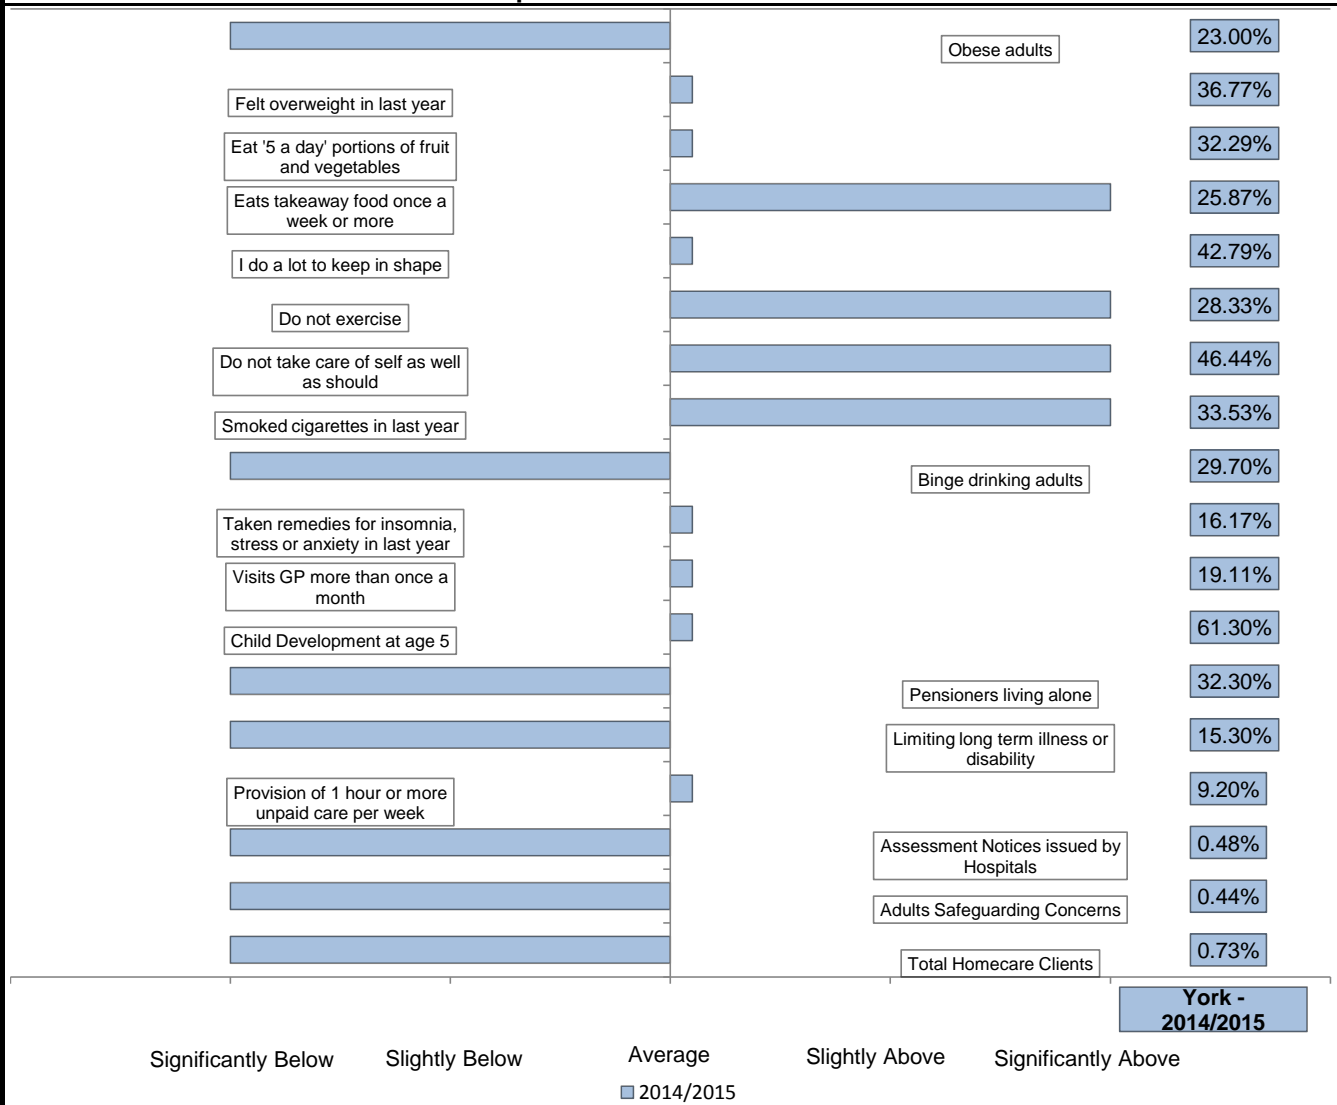 Obese adults
23.00%
Felt overweight in last year
36.77%
Eat '5 a day' portions of fruit
and vegetables
32.29%
Eats takeaway food once a
week or more
25.87%
I do a lot to keep in shape
42.79%
Do not exercise
28.33%
Do not take care of self as well
as should
46.44%
Smoked cigarettes in last year
33.53%
Binge drinking adults
29.70%
Taken remedies for insomnia,
stress or anxiety in last year
16.17%
Visits GP more than once a
month
19.11%
Child Development at age 5
61.30%
Pensioners living alone
32.30%
Limiting long term illness or
disability
15.30%
Provision of 1 hour or more
unpaid care per week
9.20%
Assessment Notices issued by
Hospitals
0.48%
Adults Safeguarding Concerns
0.44%
Total Homecare Clients
0.73%
York -
2014/2015
Significantly Below Slightly Below Average Slightly Above Significantly Above
2014/2015